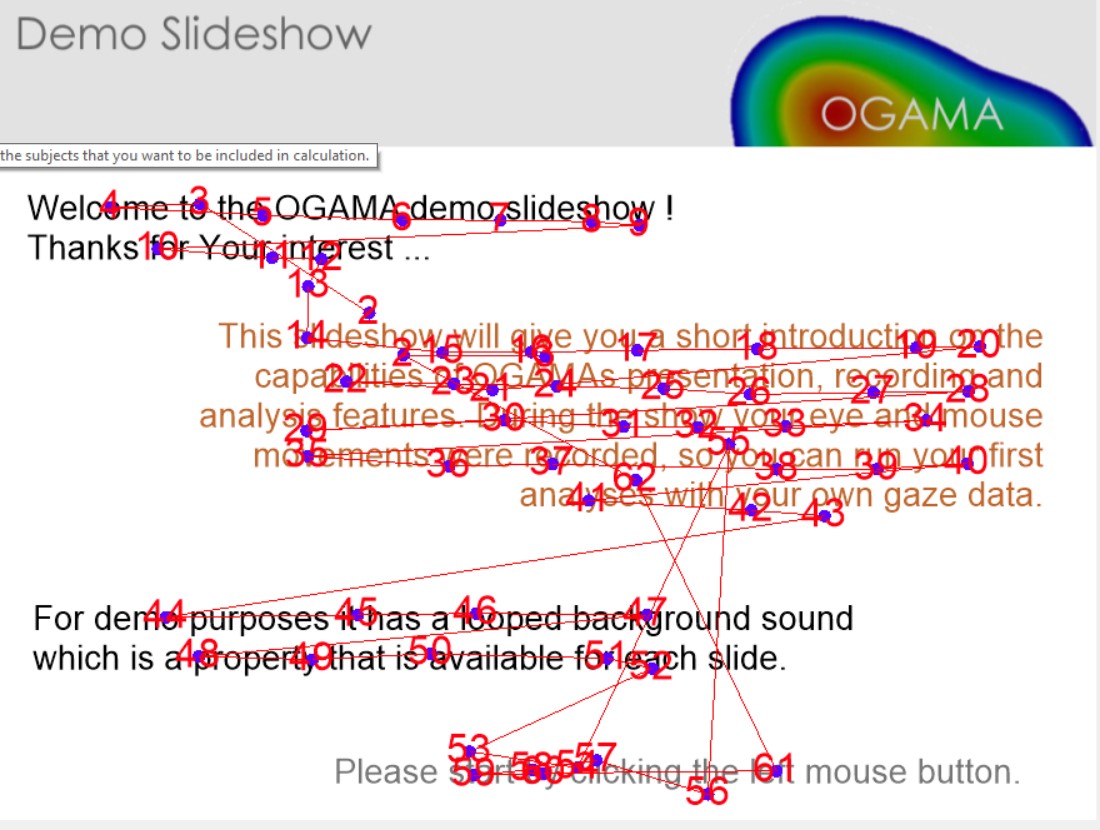 Demo Slideshow
OGAMA
the subjects that you want to be included in calculation.
Welcome to the OGAMA demo slideshow !
Thanks for Your interest ...
This slideshow will give you a short introduction on the
capabilities of OGAMAs presentation, recording and
analysis features. During the show your eye and mouse
movements were recorded, so you can run your first
analyses with your own gaze data.
For demo purposes it has a looped background sound
which is a property that is available for each slide.
Please start by clicking the left mouse button.
4 3 5 6 7 8 9
10 11 12
13
2
14 15 17 18 19 20
22 23 21 24 25 26 27 28
29 30 31 32 33 34
35 36 37 55 38 39 40
62 41 42 43
44 45 46 47
48 49 50 51 52
53 57 61
56